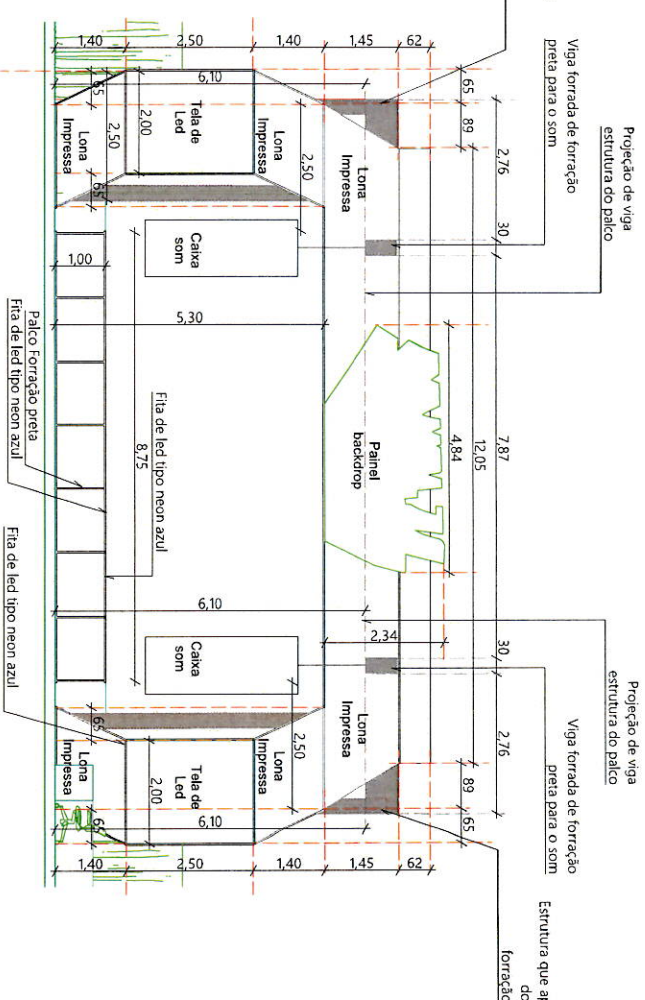 Projeção de viga
estrutura do palco
Viga forrada de forração
preta para o som
Projeção de viga
estrutura do palco
Viga forrada de forração
preta para o som
Estrutura que
do
forração
65
89
2,76
30
7,87
30
2,76
89
65
12,05
4,84
2,34
1,40
2,50
1,40
1,45
62
6,10
65
2,50
2,00
65
Lona
Impressa
Tela de
Led
Lona
Impressa
2,50
Lona
Impressa
Caixa
som
1,00
5,30
8,75
Painel
backdrop
Fita de led tipo neon azul
6,10
Caixa
som
Lona
Impressa
2,50
65
Lona
Impressa
Tela de
Led
2,00
Lona
Impressa
6,10
65
1,40
2,50
1,40
1,45
62
Palco Forração preta
Fita de led tipo neon azul
Fita de led tipo neon azul